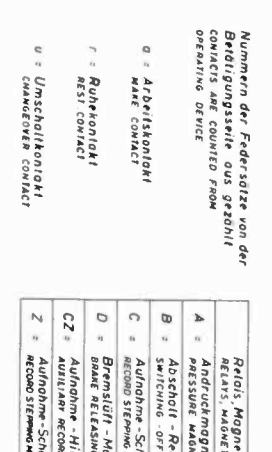 Nummern der Federsätze von der
Betätigungsseite aus gezählt
CONTACTS ARE COUNTED FROM
OPERATING DEVICE
a = Arbeitskontakt
MAKE CONTACT
r = Ruhekontakt
REST CONTACT
u = Umschaltkontakt
CHANGEOVER CONTACT
Relais, Magne
RELAYS, MAGNE
A = Andruckmagn
PRESSURE MAGN
B = Abschalt-Re
SWITCHING-OFF
C = Aufnahme-Sch
RECORD STEPPING
D = Bremslüft-Ma
BRAKE RELEASING
CZ = Aufnahme-Hi
AUXILIARY RECOR
Z = Aufnahme-Sch
RECORD STEPPING M